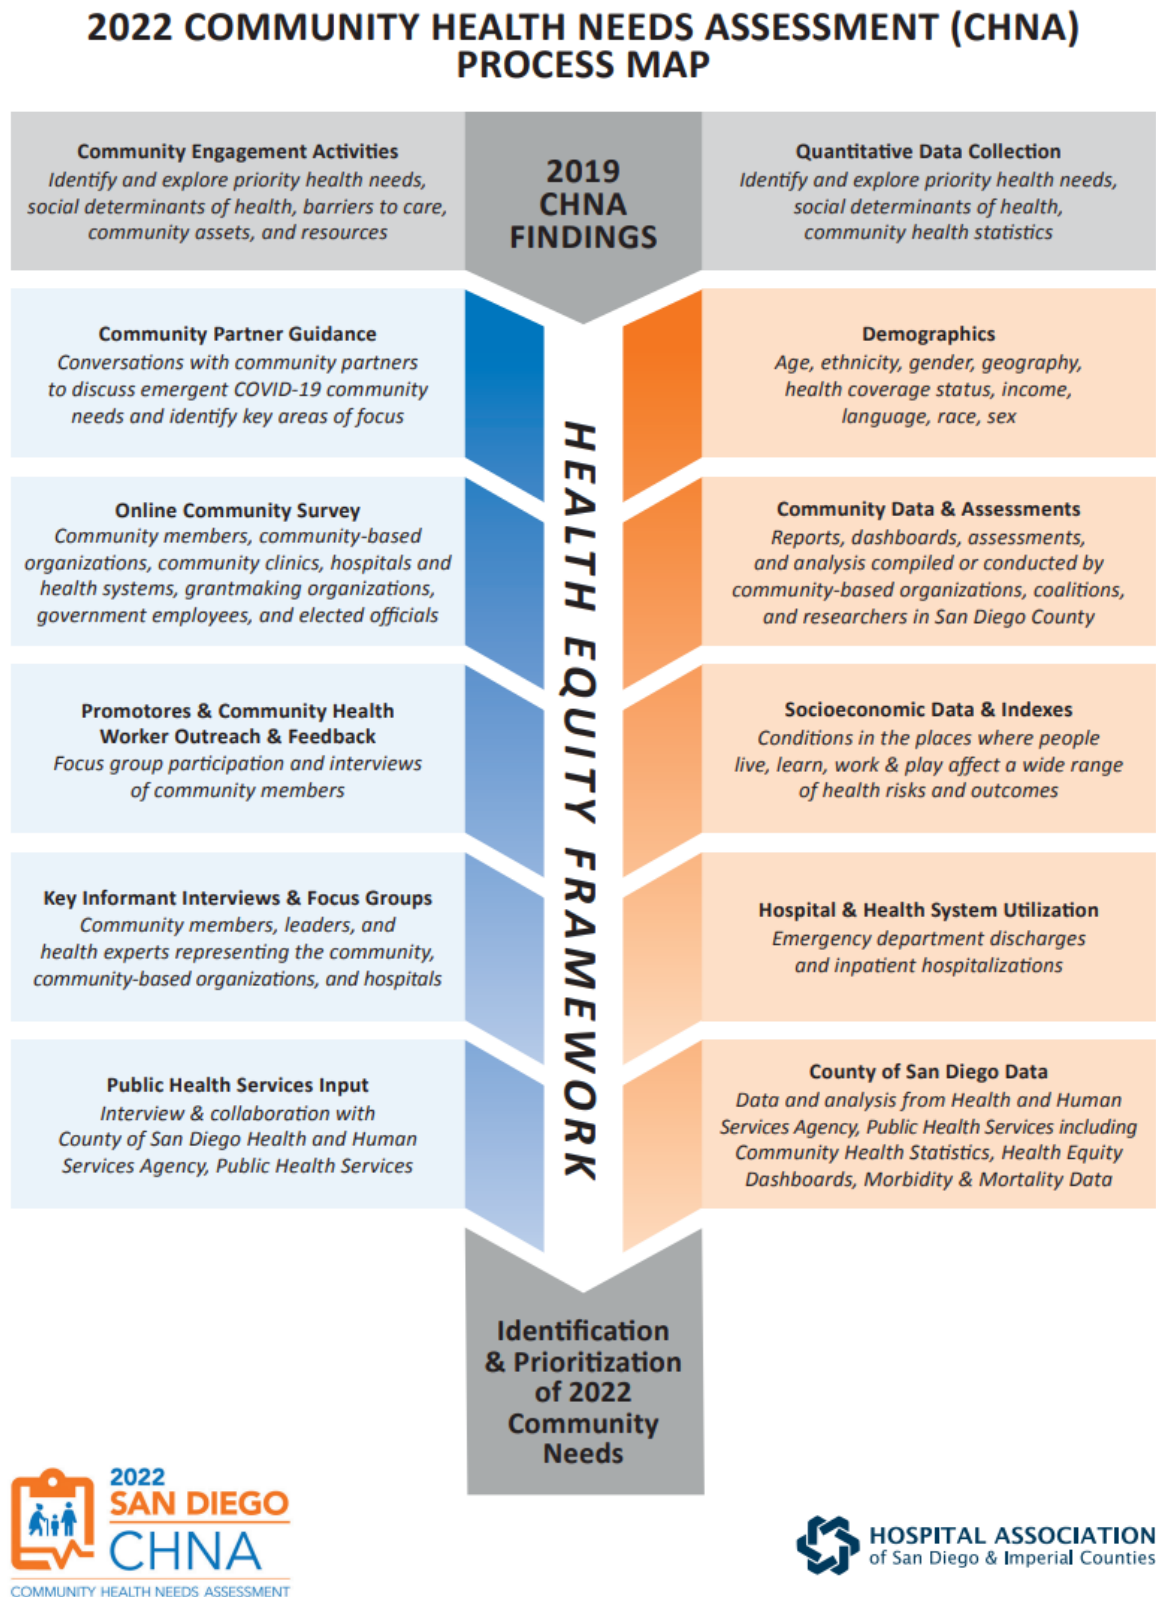 2022 COMMUNITY HEALTH NEEDS ASSESSMENT (CHNA)
PROCESS MAP
Community Engagement Activities
Identify and explore priority health needs,
social determinants of health, barriers to care,
community assets, and resources
2019
CHNA
FINDINGS
Quantitative Data Collection
Identify and explore priority health needs,
social determinants of health,
community health statistics
Community Partner Guidance
Conversations with community partners
to discuss emergent COVID-19 community
needs and identify key areas of focus
Online Community Survey
Community members, community-based
organizations, community clinics, hospitals and
health systems, grantmaking organizations,
government employees, and elected officials
Promotores & Community Health
Worker Outreach & Feedback
Focus group participation and interviews
of community members
Key Informant Interviews & Focus Groups
Community members, leaders, and
health experts representing the community,
community-based organizations, and hospitals
Public Health Services Input
Interview & collaboration with
County of San Diego Health and Human
Services Agency, Public Health Services
HEALTH EQUITY FRAMEWORK
Demographics
Age, ethnicity, gender, geography,
health coverage status, income,
language, race, sex
Community Data & Assessments
Reports, dashboards, assessments,
and analysis compiled or conducted by
community-based organizations, coalitions,
and researchers in San Diego County
Socioeconomic Data & Indexes
Conditions in the places where people
live, learn, work & play affect a wide range
of health risks and outcomes
Hospital & Health System Utilization
Emergency department discharges
and inpatient hospitalizations
County of San Diego Data
Data and analysis from Health and Human
Services Agency, Public Health Services including
Community Health Statistics, Health Equity
Dashboards, Morbidity & Mortality Data
Identification
& Prioritization
of 2022
Community
Needs
2022
SAN DIEGO
CHNA
COMMUNITY HEALTH NEEDS ASSESSMENT
HOSPITAL ASSOCIATION
of San Diego & Imperial Counties